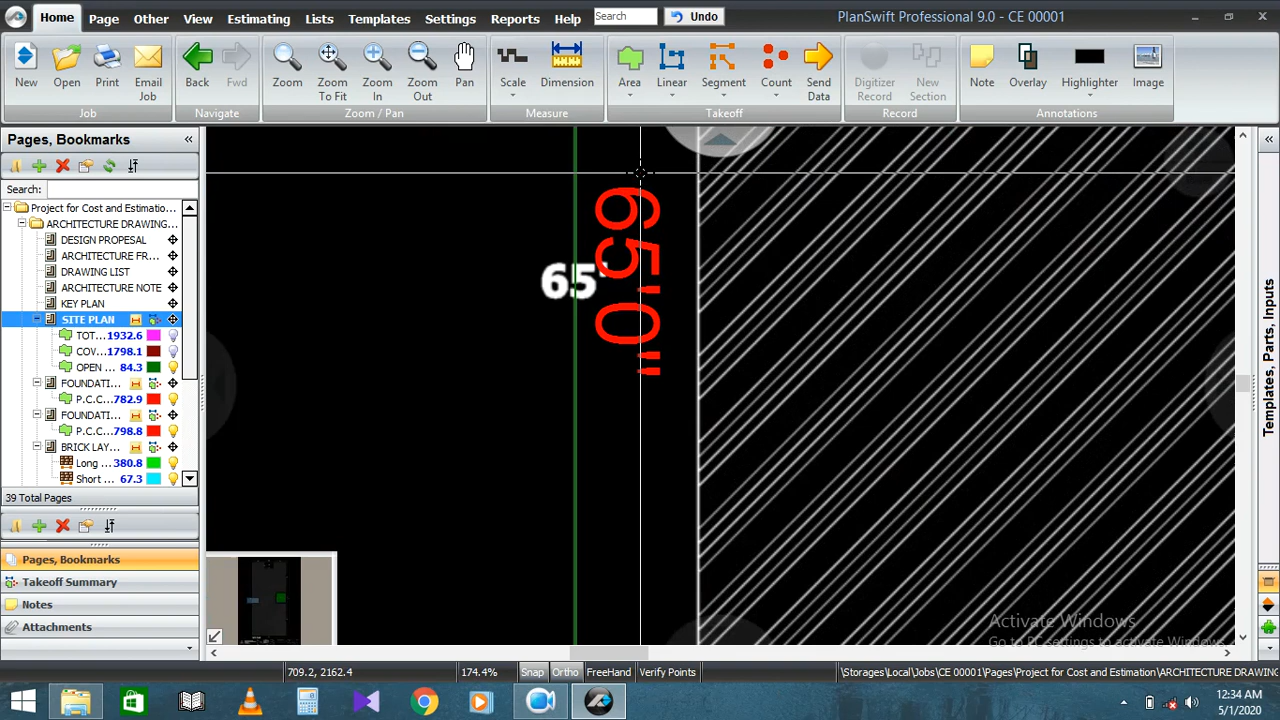 Home Page Other View Estimating Lists Templates Settings Reports Help Search Undo PlanSwift Professional 9.0 - CE 00001
New Open Print Email Job Back Fwd Zoom Zoom To Fit Zoom In Zoom Out Pan Scale Dimension Area Linear Segment Count Send Data Digitizer Record New Section Note Overlay Highlighter Image
Job Navigate Zoom / Pan Measure Takeoff Record Annotations
Pages, Bookmarks
Search:
Project for Cost and Estimatio...
ARCHITECTURE DRAWING...
DESIGN PROPESAL
ARCHITECTURE FR...
DRAWING LIST
ARCHITECTURE NOTE
KEY PLAN
SITE PLAN
TOT... 1932.6
COV... 1798.1
OPEN ... 84.3
FOUNDATI...
P.C.C... 782.9
FOUNDATI...
P.C.C... 798.8
BRICK LAY...
Long ... 380.8
Short ... 67.3
39 Total Pages
Pages, Bookmarks
Takeoff Summary
Notes
Attachments
65'
65'0"
Templates, Parts, Inputs
Activate Windows
Go to PC settings to activate Windows.
709.2, 2162.4 174.4% Snap Ortho FreeHand Verify Points \Storages\Local\Jobs\CE 00001\Pages\Project for Cost and Estimation\ARCHITECTURE DRAWING
12:34 AM
5/1/2020